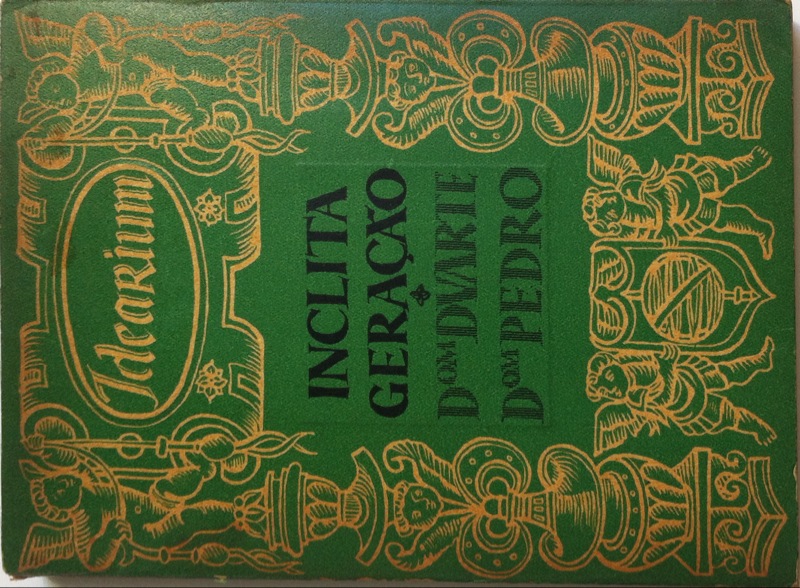 Idearium
INCLITA
GERAÇÃO
DOM DVARTE
DOM PEDRO